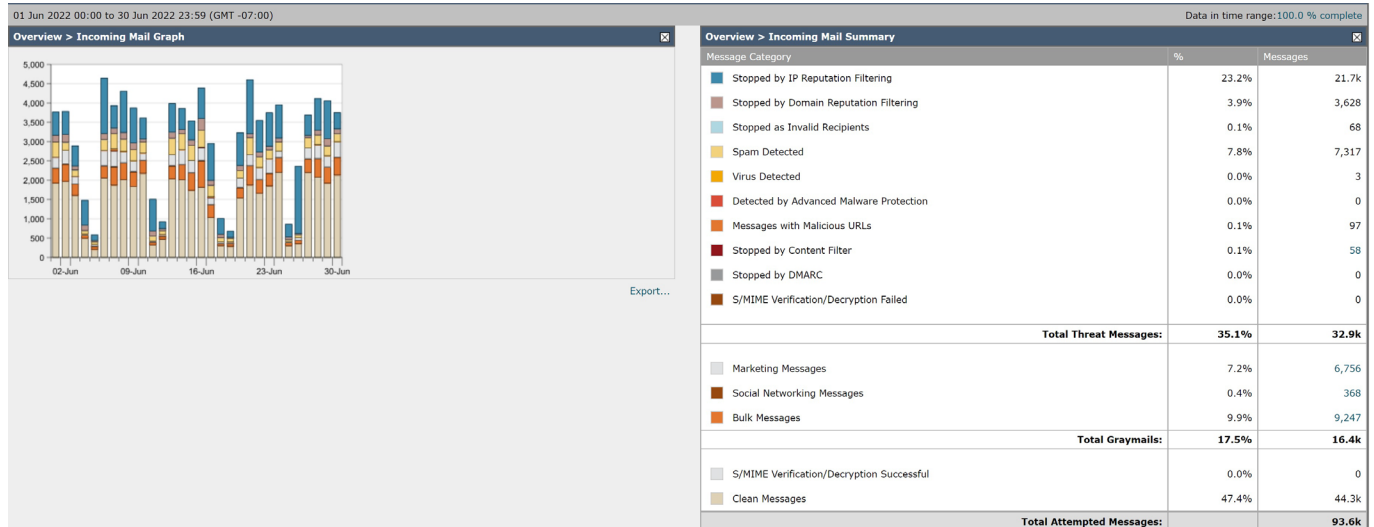 01 Jun 2022 00:00 to 30 Jun 2022 23:59 (GMT -07:00) Data in time range:100.0 % complete
Overview > Incoming Mail Graph
5,000
4,500
4,000
3,500
3,000
2,500
2,000
1,500
1,000
500
0
02-Jun 09-Jun 16-Jun 23-Jun 30-Jun
Export...
Overview > Incoming Mail Summary
Message Category % Messages
Stopped by IP Reputation Filtering 23.2% 21.7k
Stopped by Domain Reputation Filtering 3.9% 3,628
Stopped as Invalid Recipients 0.1% 68
Spam Detected 7.8% 7,317
Virus Detected 0.0% 3
Detected by Advanced Malware Protection 0.0% 0
Messages with Malicious URLs 0.1% 97
Stopped by Content Filter 0.1% 58
Stopped by DMARC 0.0% 0
S/MIME Verification/Decryption Failed 0.0% 0
Total Threat Messages: 35.1% 32.9k
Marketing Messages 7.2% 6,756
Social Networking Messages 0.4% 368
Bulk Messages 9.9% 9,247
Total Graymails: 17.5% 16.4k
S/MIME Verification/Decryption Successful 0.0% 0
Clean Messages 47.4% 44.3k
Total Attempted Messages: 93.6k